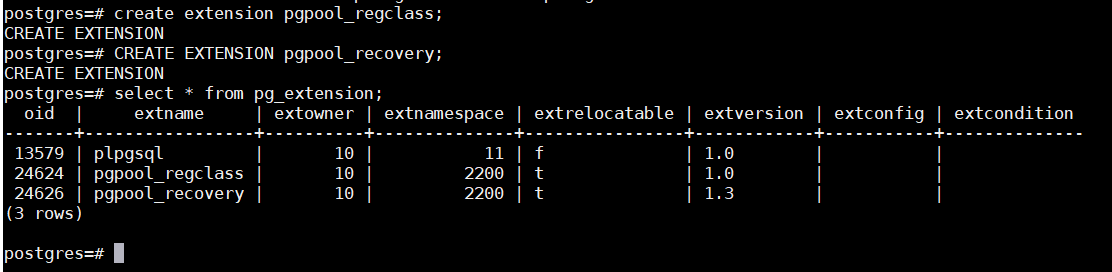 postgres=# create extension pgpool_regclass;
CREATE EXTENSION
postgres=# CREATE EXTENSION pgpool_recovery;
CREATE EXTENSION
postgres=# select * from pg_extension;
  oid  |     extname     | extowner | extnamespace | extrelocatable | extversion | extconfig | extcondition
-------+-----------------+----------+--------------+----------------+------------+-----------+--------------
 13579 | plpgsql         |       10 |           11 | f              | 1.0        |           |
 24624 | pgpool_regclass |       10 |         2200 | t              | 1.0        |           |
 24626 | pgpool_recovery |       10 |         2200 | t              | 1.3        |           |
(3 rows)
postgres=#